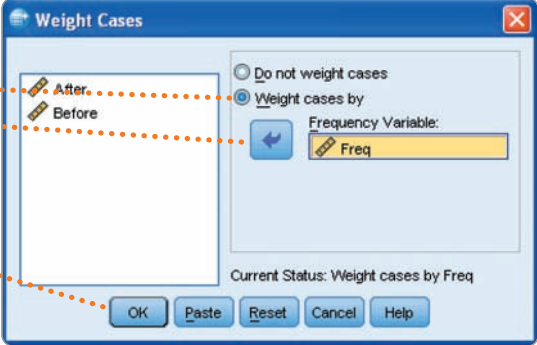 Weight Cases
After
Before
Do not weight cases
Weight cases by
Frequency Variable:
Freq
Current Status: Weight cases by Freq
OK
Paste
Reset
Cancel
Help